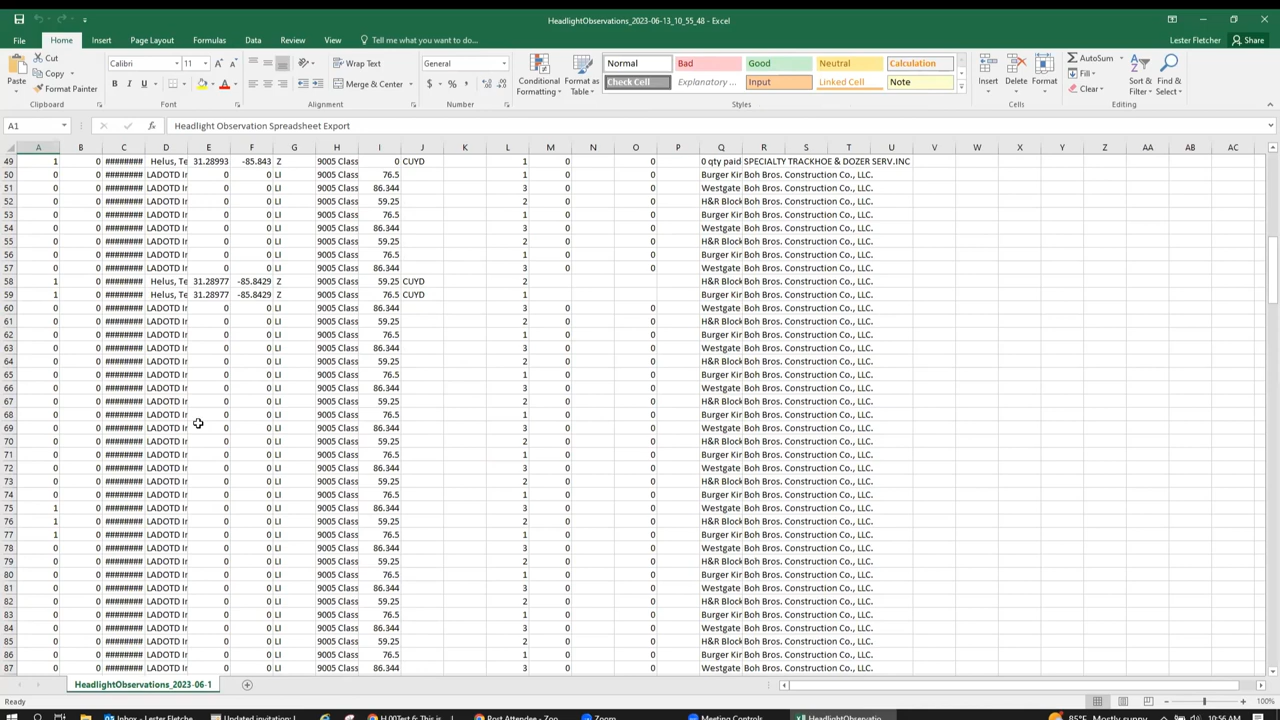 HeadlightObservations_2023-06-13_10_55_48 - Excel
File Home Insert Page Layout Formulas Data Review View Tell me what you want to do... Lester Fletcher Share
Cut
Copy
Format Painter
Paste
Clipboard
Calibri 11
B I U
Font
Wrap Text
Merge & Center
Alignment
General
$ %
Number
Conditional Formatting
Format as Table
Normal Bad Good Neutral Calculation
Check Cell Explanatory ... Input Linked Cell Note
Styles
Insert Delete Format
Cells
AutoSum
Fill
Clear
Sort & Filter
Find & Select
Editing
A1 fx Headlight Observation Spreadsheet Export
A B C D E F G H I J K L M N O P Q R S T U V W X Y Z AA AB AC
49 1 0 ######## Helus, Te 31.28993 -85.843 Z 9005 Class 0 CUYD 1 0 0 0 qty paid SPECIALTY TRACKHOE & DOZER SERV.INC
50 0 0 ######## LADOTD Ir 0 0 LI 9005 Class 76.5 1 0 0 Burger Kir Boh Bros. Construction Co., LLC.
51 0 0 ######## LADOTD Ir 0 0 LI 9005 Class 86.344 3 0 0 Westgate Boh Bros. Construction Co., LLC.
52 0 0 ######## LADOTD Ir 0 0 LI 9005 Class 59.25 2 0 0 H&R Block Boh Bros. Construction Co., LLC.
53 0 0 ######## LADOTD Ir 0 0 LI 9005 Class 76.5 1 0 0 Burger Kir Boh Bros. Construction Co., LLC.
54 0 0 ######## LADOTD Ir 0 0 LI 9005 Class 86.344 3 0 0 Westgate Boh Bros. Construction Co., LLC.
55 0 0 ######## LADOTD Ir 0 0 LI 9005 Class 59.25 2 0 0 H&R Block Boh Bros. Construction Co., LLC.
56 0 0 ######## LADOTD Ir 0 0 LI 9005 Class 76.5 1 0 0 Burger Kir Boh Bros. Construction Co., LLC.
57 0 0 ######## LADOTD Ir 0 0 LI 9005 Class 86.344 3 0 0 Westgate Boh Bros. Construction Co., LLC.
58 1 0 ######## Helus, Te 31.28977 -85.8429 Z 9005 Class 59.25 CUYD 2 H&R Block Boh Bros. Construction Co., LLC.
59 1 0 ######## Helus, Te 31.28977 -85.8429 Z 9005 Class 76.5 CUYD 1 Burger Kir Boh Bros. Construction Co., LLC.
60 0 0 ######## LADOTD Ir 0 0 LI 9005 Class 86.344 3 0 0 Westgate Boh Bros. Construction Co., LLC.
61 0 0 ######## LADOTD Ir 0 0 LI 9005 Class 59.25 2 0 0 H&R Block Boh Bros. Construction Co., LLC.
62 0 0 ######## LADOTD Ir 0 0 LI 9005 Class 76.5 1 0 0 Burger Kir Boh Bros. Construction Co., LLC.
63 0 0 ######## LADOTD Ir 0 0 LI 9005 Class 86.344 3 0 0 Westgate Boh Bros. Construction Co., LLC.
64 0 0 ######## LADOTD Ir 0 0 LI 9005 Class 59.25 2 0 0 H&R Block Boh Bros. Construction Co., LLC.
65 0 0 ######## LADOTD Ir 0 0 LI 9005 Class 76.5 1 0 0 Burger Kir Boh Bros. Construction Co., LLC.
66 0 0 ######## LADOTD Ir 0 0 LI 9005 Class 86.344 3 0 0 Westgate Boh Bros. Construction Co., LLC.
67 0 0 ######## LADOTD Ir 0 0 LI 9005 Class 59.25 2 0 0 H&R Block Boh Bros. Construction Co., LLC.
68 0 0 ######## LADOTD Ir 0 0 LI 9005 Class 76.5 1 0 0 Burger Kir Boh Bros. Construction Co., LLC.
69 0 0 ######## LADOTD Ir 0 0 LI 9005 Class 86.344 3 0 0 Westgate Boh Bros. Construction Co., LLC.
70 0 0 ######## LADOTD Ir 0 0 LI 9005 Class 59.25 2 0 0 H&R Block Boh Bros. Construction Co., LLC.
71 0 0 ######## LADOTD Ir 0 0 LI 9005 Class 76.5 1 0 0 Burger Kir Boh Bros. Construction Co., LLC.
72 0 0 ######## LADOTD Ir 0 0 LI 9005 Class 86.344 3 0 0 Westgate Boh Bros. Construction Co., LLC.
73 0 0 ######## LADOTD Ir 0 0 LI 9005 Class 59.25 2 0 0 H&R Block Boh Bros. Construction Co., LLC.
74 0 0 ######## LADOTD Ir 0 0 LI 9005 Class 76.5 1 0 0 Burger Kir Boh Bros. Construction Co., LLC.
75 1 0 ######## LADOTD Ir 0 0 LI 9005 Class 86.344 3 0 0 Westgate Boh Bros. Construction Co., LLC.
76 1 0 ######## LADOTD Ir 0 0 LI 9005 Class 59.25 2 0 0 H&R Block Boh Bros. Construction Co., LLC.
77 1 0 ######## LADOTD Ir 0 0 LI 9005 Class 76.5 1 0 0 Burger Kir Boh Bros. Construction Co., LLC.
78 0 0 ######## LADOTD Ir 0 0 LI 9005 Class 86.344 3 0 0 Westgate Boh Bros. Construction Co., LLC.
79 0 0 ######## LADOTD Ir 0 0 LI 9005 Class 59.25 2 0 0 H&R Block Boh Bros. Construction Co., LLC.
80 0 0 ######## LADOTD Ir 0 0 LI 9005 Class 76.5 1 0 0 Burger Kir Boh Bros. Construction Co., LLC.
81 0 0 ######## LADOTD Ir 0 0 LI 9005 Class 86.344 3 0 0 Westgate Boh Bros. Construction Co., LLC.
82 0 0 ######## LADOTD Ir 0 0 LI 9005 Class 59.25 2 0 0 H&R Block Boh Bros. Construction Co., LLC.
83 0 0 ######## LADOTD Ir 0 0 LI 9005 Class 76.5 1 0 0 Burger Kir Boh Bros. Construction Co., LLC.
84 0 0 ######## LADOTD Ir 0 0 LI 9005 Class 86.344 3 0 0 Westgate Boh Bros. Construction Co., LLC.
85 0 0 ######## LADOTD Ir 0 0 LI 9005 Class 59.25 2 0 0 H&R Block Boh Bros. Construction Co., LLC.
86 0 0 ######## LADOTD Ir 0 0 LI 9005 Class 76.5 1 0 0 Burger Kir Boh Bros. Construction Co., LLC.
87 0 0 ######## LADOTD Ir 0 0 LI 9005 Class 86.344 3 0 0 Westgate Boh Bros. Construction Co., LLC.
HeadlightObservations_2023-06-1
Ready 100%
Inbox - Lester Fletche Updated invitation: H.00Test 6: This is Post Attendee - Zoo Zoom Meeting Controls HeadlightObservatio 85°F Mostly sunny 10:56 AM